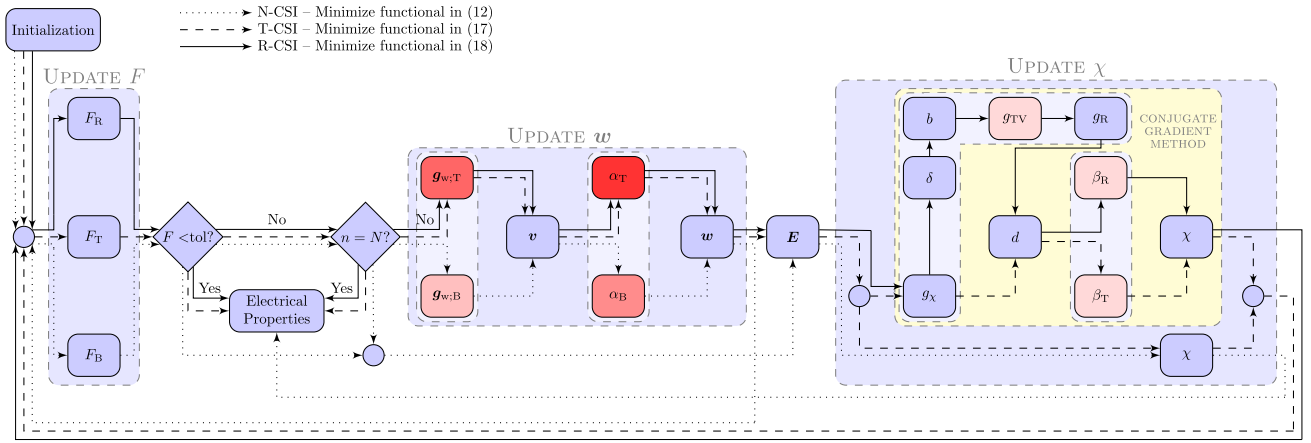 Initialization
N-CSI – Minimize functional in (12)
T-CSI – Minimize functional in (17)
R-CSI – Minimize functional in (18)
UPDATE F
F_R
F_T
F_B
F <tol?
No
Yes
n = N?
No
Yes
Electrical
Properties
UPDATE w
g_w;T
g_w;B
v
α_T
α_B
w
E
UPDATE χ
b
g_TV
g_R
CONJUGATE
GRADIENT
METHOD
δ
g_χ
d
β_R
β_T
χ
χ